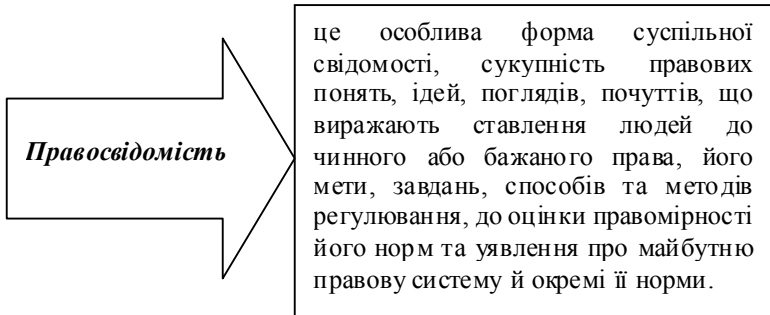 Правосвідомість
це особлива форма суспільної
свідомості, сукупність правових
понять, ідей, поглядів, почуттів, що
виражають ставлення людей до
чинного або бажаного права, його
мети, завдань, способів та методів
регулювання, до оцінки правомірності
його норм та уявлення про майбутню
правову систему й окремі її норми.